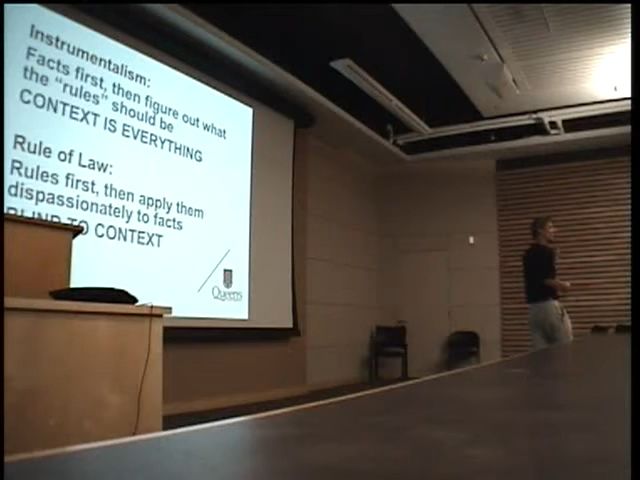 Instrumentalism:
Facts first, then figure out what
the "rules" should be
CONTEXT IS EVERYTHING
Rule of Law:
Rules first, then apply them
dispassionately to facts
BLIND TO CONTEXT
Queen's